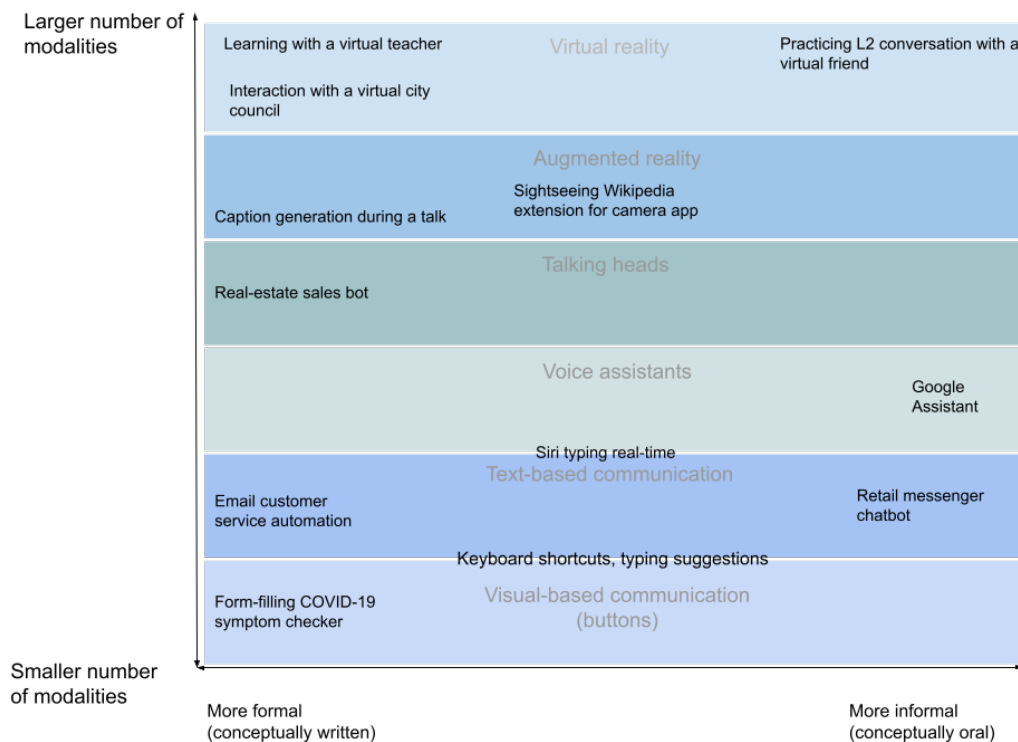 Larger number of
modalities
Learning with a virtual teacher
Virtual reality
Practicing L2 conversation with a
virtual friend
Interaction with a virtual city
council
Augmented reality
Sightseeing Wikipedia
extension for camera app
Caption generation during a talk
Talking heads
Real-estate sales bot
Voice assistants
Google
Assistant
Siri typing real-time
Text-based communication
Email customer
service automation
Retail messenger
chatbot
Keyboard shortcuts, typing suggestions
Visual-based communication
(buttons)
Form-filling COVID-19
symptom checker
Smaller number
of modalities
More formal
(conceptually written)
More informal
(conceptually oral)